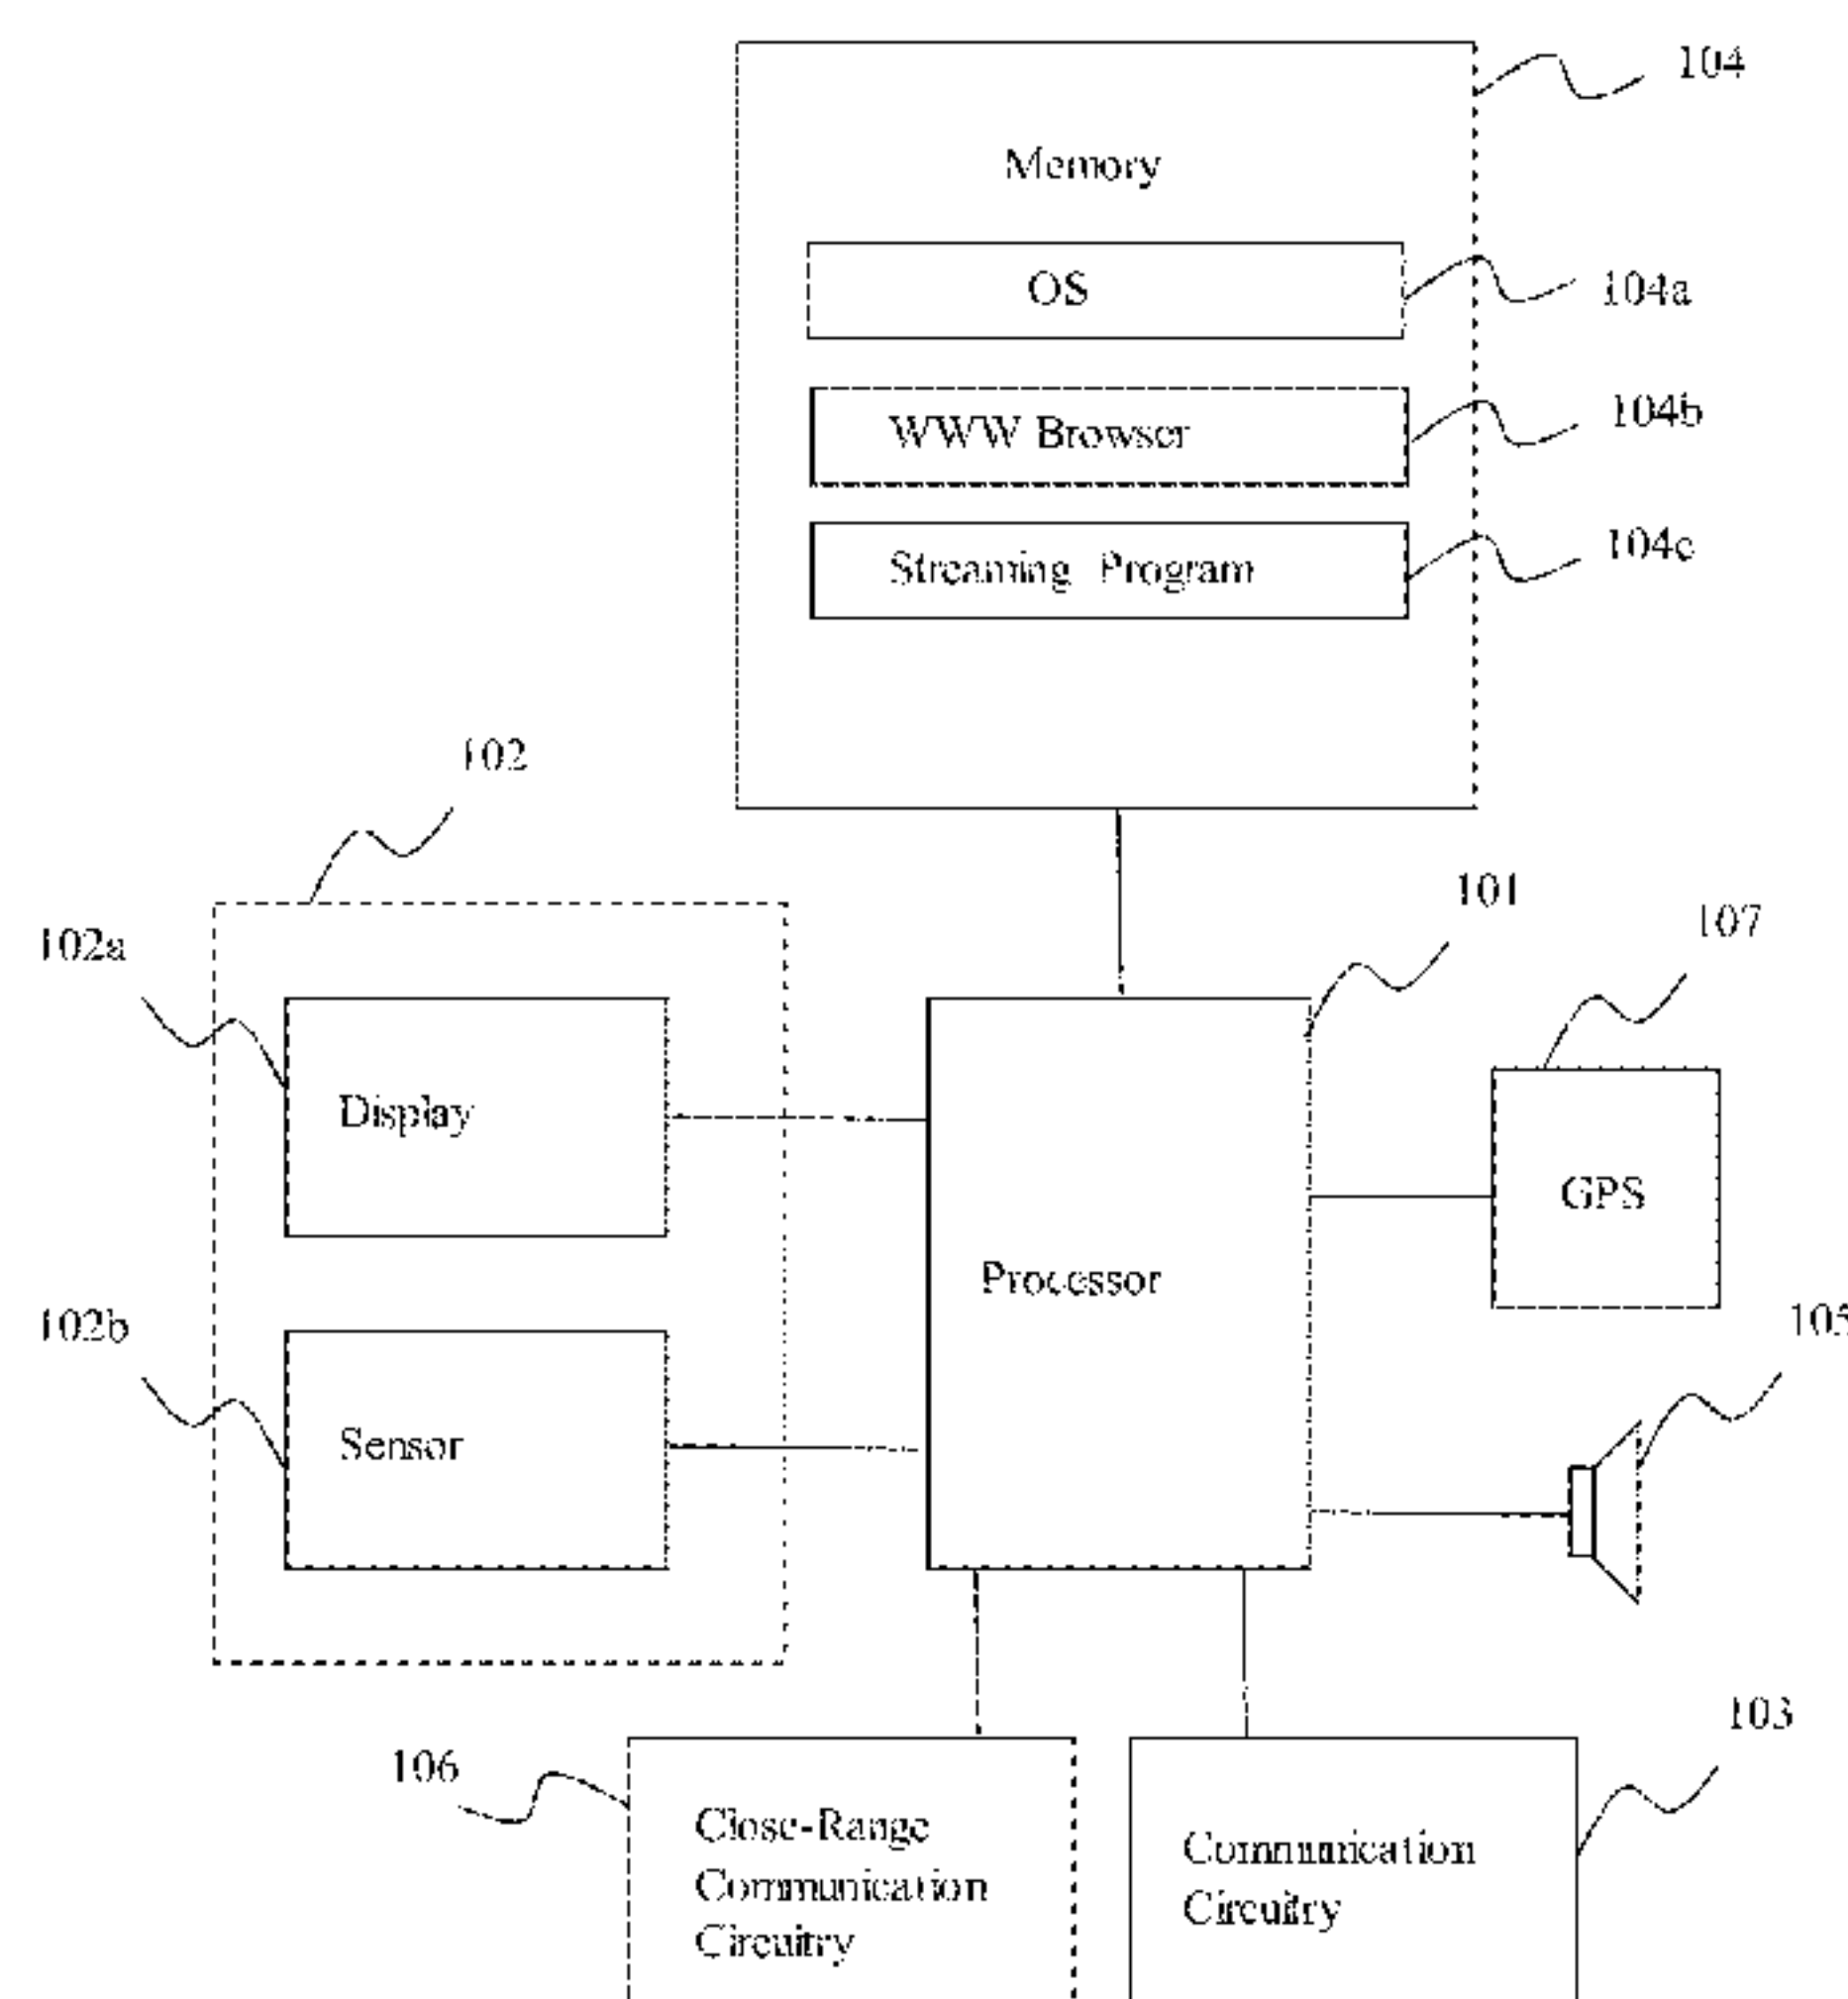 104
Memory
OS
104a
WWW Browser
104b
Streaming Program
104c
102
101
107
102a
Display
GPS
Processor
102b
105
Sensor
103
106
Close-Range
Communication
Circuitry
Communication
Circuitry